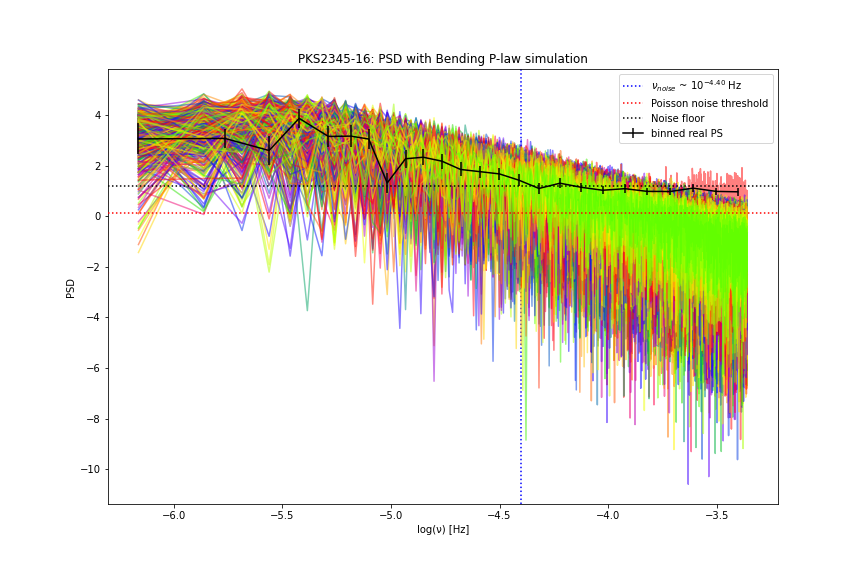 PKS2345-16: PSD with Bending P-law simulation
ν_noise ~ 10^−4.40 Hz
Poisson noise threshold
Noise floor
binned real PS
PSD
4
2
0
−2
−4
−6
−8
−10
−6.0 −5.5 −5.0 −4.5 −4.0 −3.5
log(ν) [Hz]